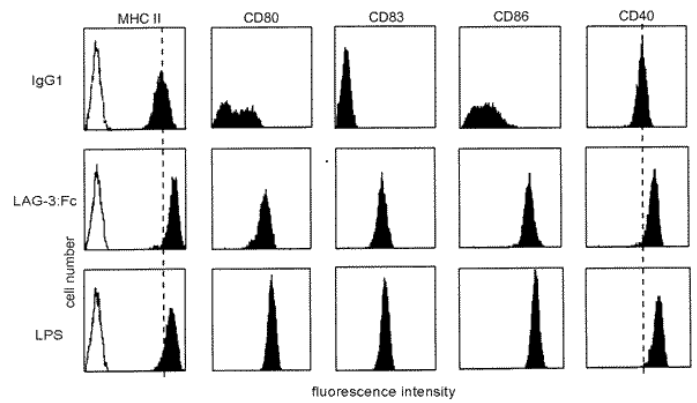 MHC II CD80 CD83 CD86 CD40
IgG1
LAG-3:Fc
LPS
cell number
fluorescence intensity